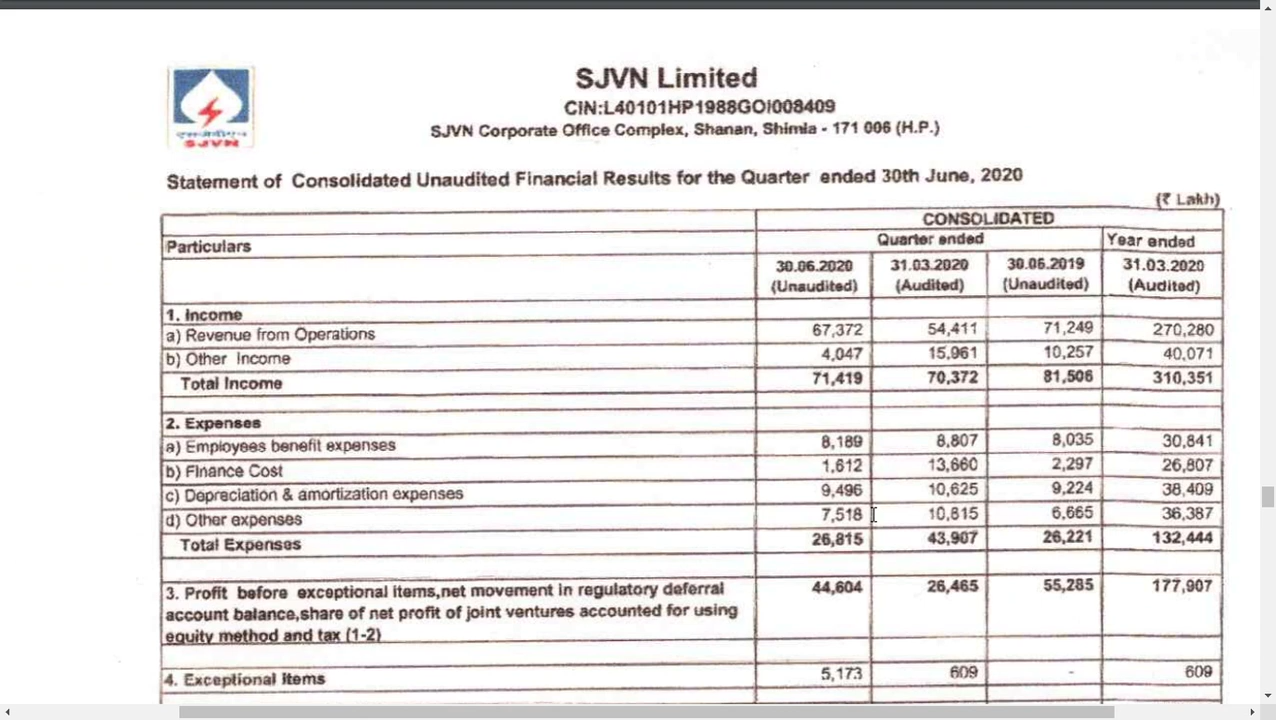 SJVN
SJVN Limited
CIN:L40101HP1988GOI008409
SJVN Corporate Office Complex, Shanan, Shimla - 171 006 (H.P.)
Statement of Consolidated Unaudited Financial Results for the Quarter ended 30th June, 2020
(₹ Lakh)
CONSOLIDATED
Particulars Quarter ended Year ended
30.06.2020 31.03.2020 30.06.2019 31.03.2020
(Unaudited) (Audited) (Unaudited) (Audited)
1. Income
a) Revenue from Operations 67,372 54,411 71,249 270,280
b) Other Income 4,047 15,961 10,257 40,071
Total Income 71,419 70,372 81,506 310,351
2. Expenses
a) Employees benefit expenses 8,189 8,807 8,035 30,841
b) Finance Cost 1,612 13,660 2,297 26,807
c) Depreciation & amortization expenses 9,496 10,625 9,224 38,409
d) Other expenses 7,518 10,815 6,665 36,387
Total Expenses 26,815 43,907 26,221 132,444
3. Profit before exceptional items,net movement in regulatory deferral 44,604 26,465 55,285 177,907
account balance,share of net profit of joint ventures accounted for using
equity method and tax (1-2)
4. Exceptional items 5,173 609 - 609